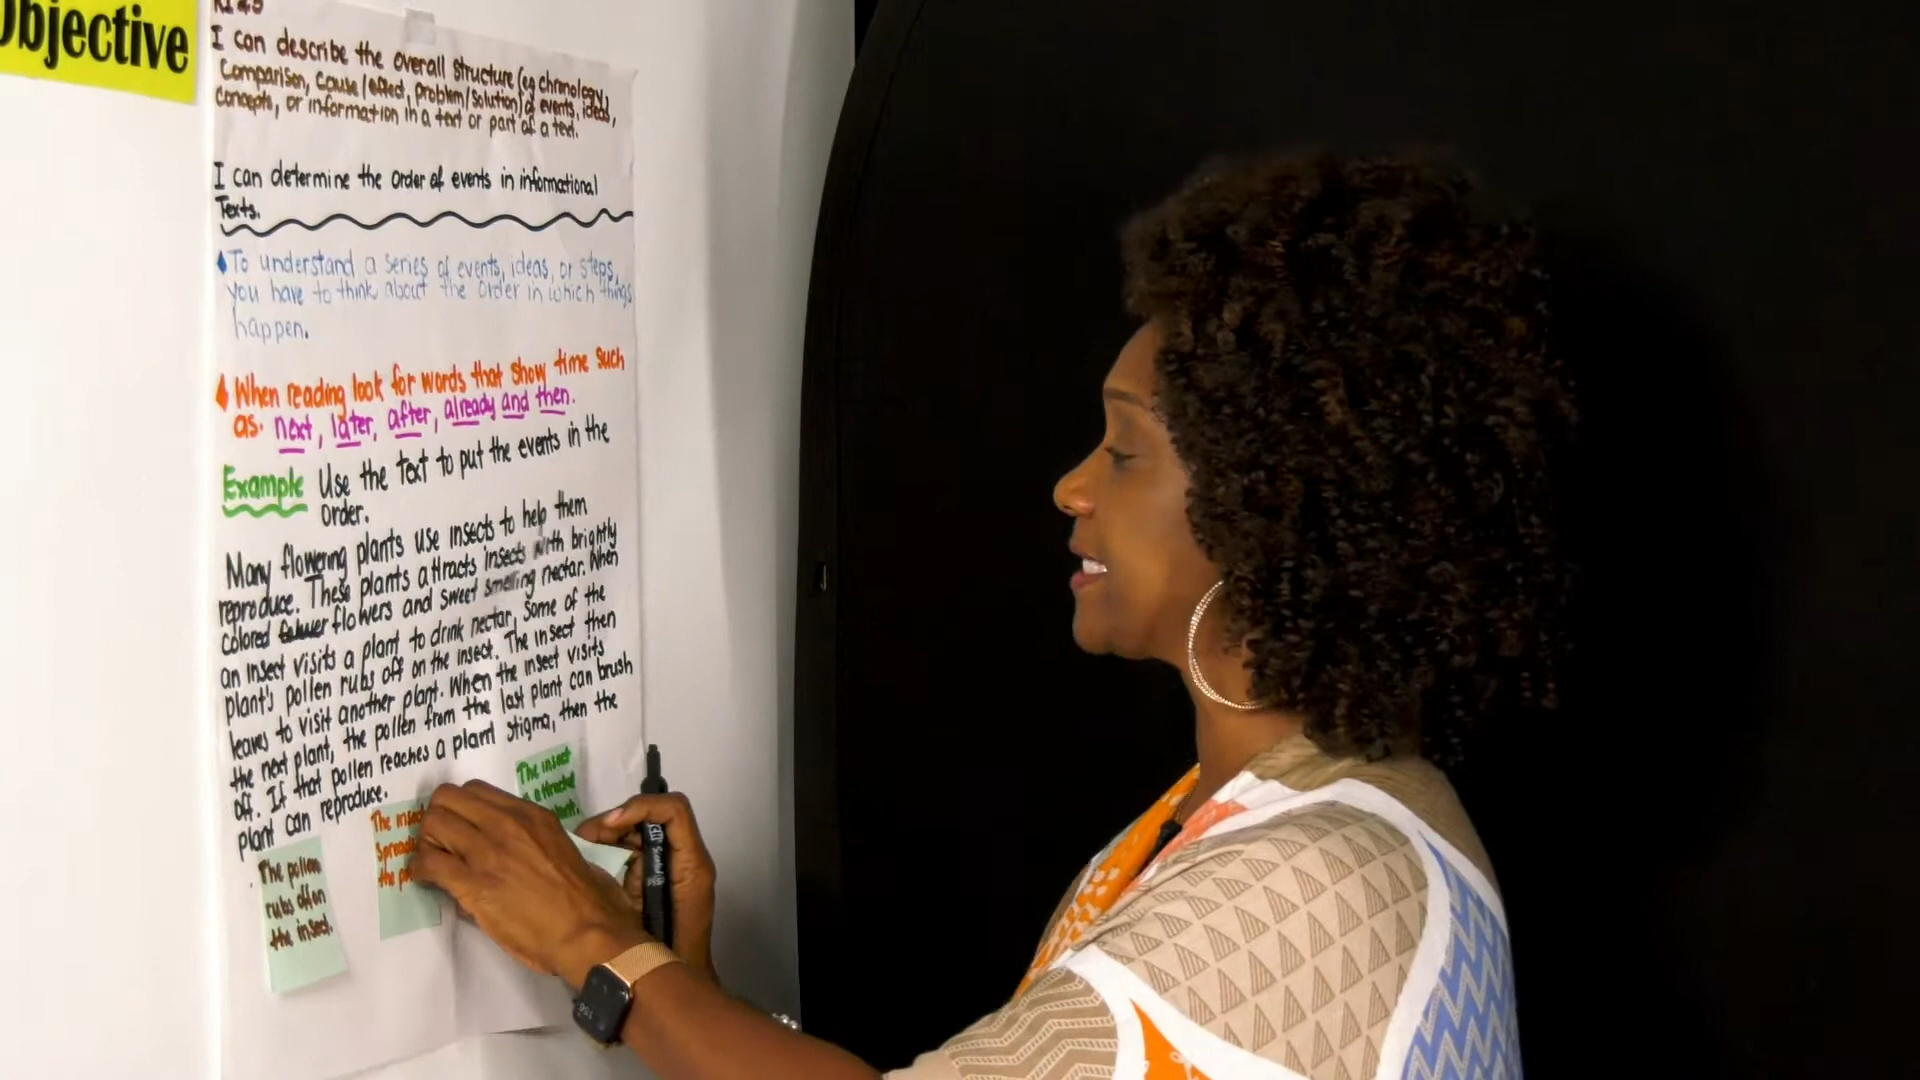 Objective
I can describe the overall structure (eg chronology,
Comparison, cause/effect, problem/solution) of events, ideas,
concepts, or information in a text or part of a text.
I can determine the order of events in informational
Texts.
To understand a series of events, ideas, or steps,
you have to think about the order in which things
happen.
When reading look for words that show time such
as. next, later, after, already and then.
Example Use the text to put the events in the
order.
Many flowering plants use insects to help them
reproduce. These plants attracts insects with brightly
colored flowers and sweet smelling nectar. When
an insect visits a plant to drink nectar, some of the
plant's pollen rubs off on the insect. The insect then
leaves to visit another plant. When the insect visits
the next plant, the pollen from the last plant can brush
off. If that pollen reaches a plant stigma, then the
plant can reproduce.
The pollen
rubs off on
the insect.
The insect
Spreads
the
The insect
is attracted
plant.